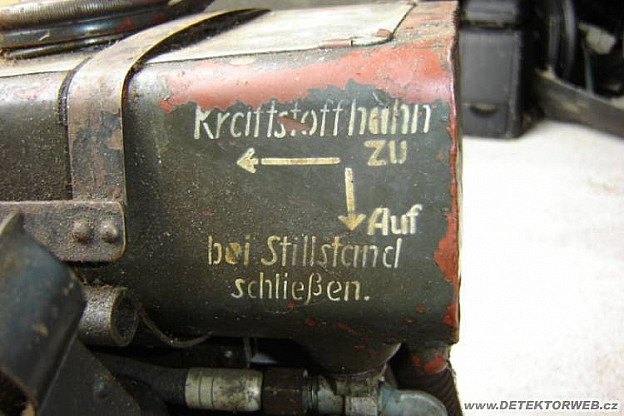 Kraftstoffhahn
← Zu
↓ Auf
bei Stillstand
schließen.
www.DETEKTORWEB.cz